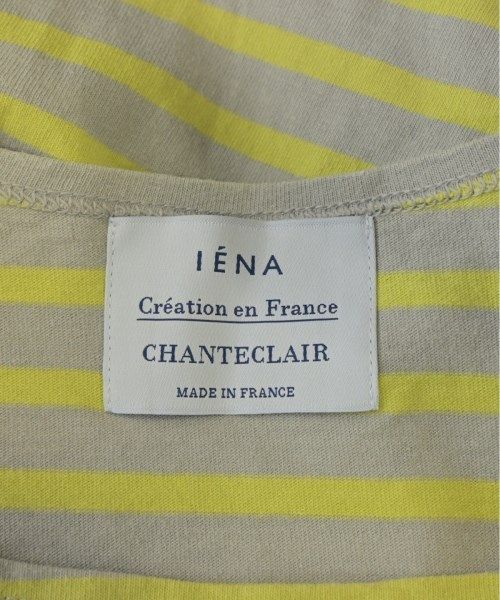 IÉNA
Création en France
CHANTECLAIR
MADE IN FRANCE